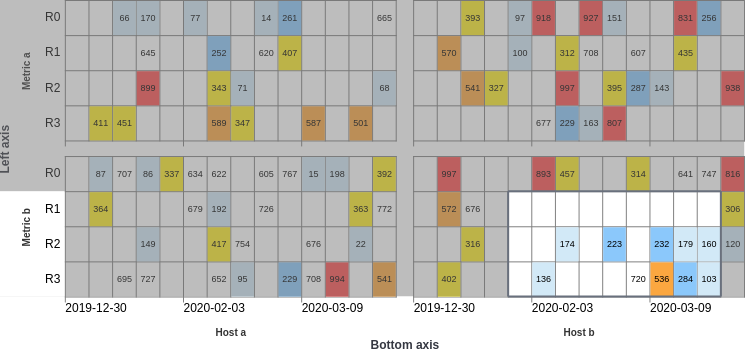 R0 66 170 77 14 261 665 393 97 918 927 151 831 256
R1 645 252 620 407 570 100 312 708 607 435
Metric a
R2 899 343 71 68 541 327 997 395 287 143 938
R3 411 451 589 347 587 501 677 229 163 807
Left axis
R0 87 707 86 337 634 622 605 767 15 198 392 997 893 457 314 641 747 816
R1 364 679 192 726 363 772 572 676 306
Metric b
R2 149 417 754 676 22 316 174 223 232 179 160 120
R3 695 727 652 95 229 708 994 541 402 136 720 536 284 103
2019-12-30 2020-02-03 2020-03-09 2019-12-30 2020-02-03 2020-03-09
Host a Host b
Bottom axis